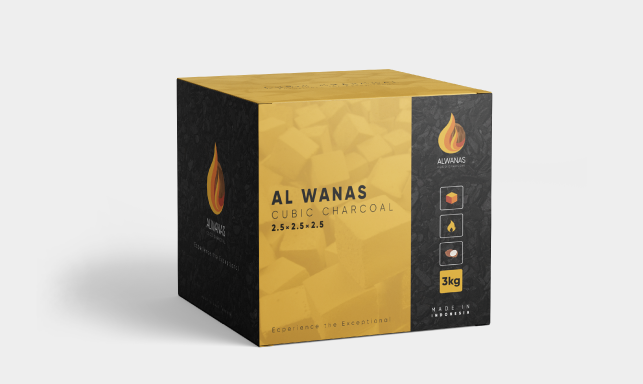 AL WANAS
CUBIC CHARCOAL
2.5×2.5×2.5
Experience the Exceptional
ALWANAS
3kg
MADE IN
INDONESIA
ALWANAS